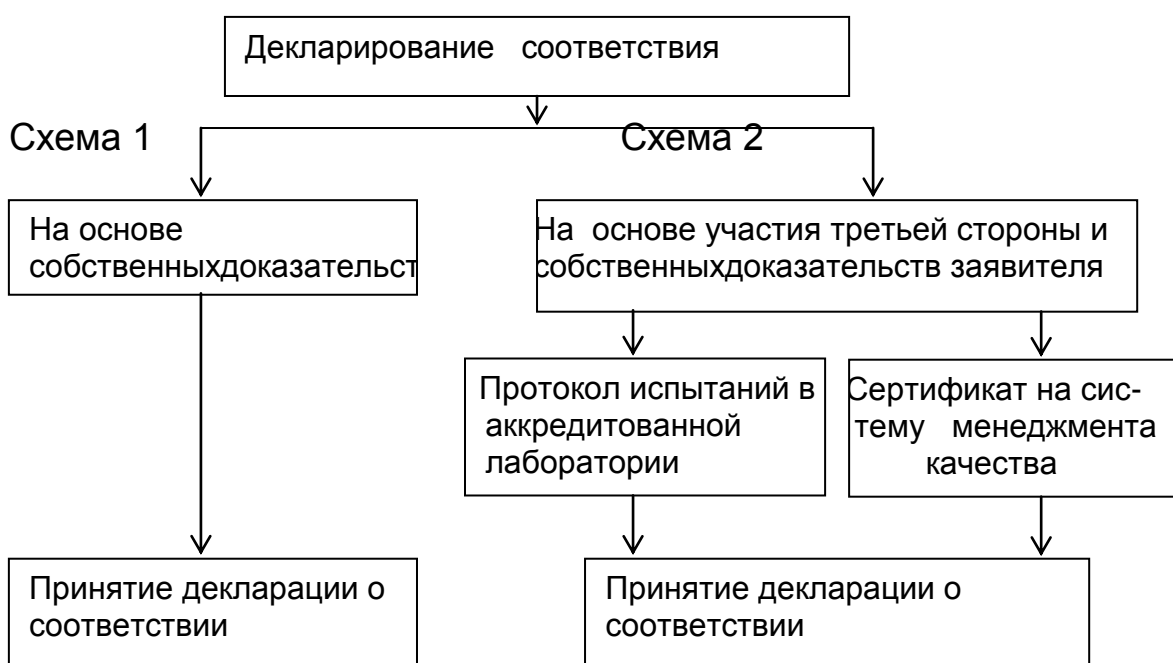 Декларирование соответствия
Схема 1
Схема 2
На основе
собственныхдоказательст
На основе участия третьей стороны и
собственныхдоказательств заявителя
Протокол испытаний в
аккредитованной
лаборатории
Сертификат на сис-
тему менеджмента
качества
Принятие декларации о
соответствии
Принятие декларации о
соответствии